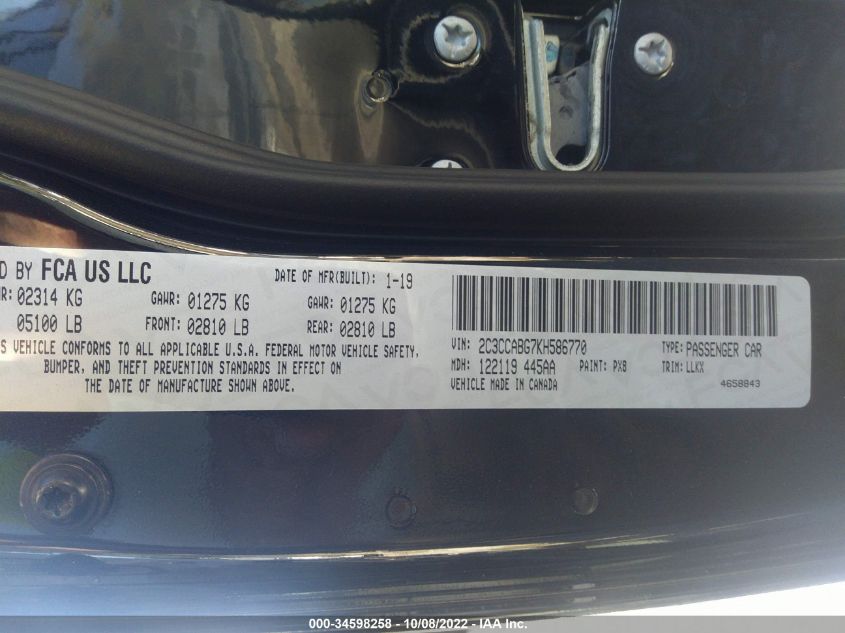 D BY FCA US LLC
DATE OF MFR(BUILT): 1-19
R: 02314 KG
GAWR: 01275 KG
GAWR: 01275 KG
05100 LB
FRONT: 02810 LB
REAR: 02810 LB
S VEHICLE CONFORMS TO ALL APPLICABLE U.S.A. FEDERAL MOTOR VEHICLE SAFETY,
BUMPER, AND THEFT PREVENTION STANDARDS IN EFFECT ON
THE DATE OF MANUFACTURE SHOWN ABOVE.
VIN: 2C3CCABG7KH586770
TYPE: PASSENGER CAR
MDH: 122119 445AA
PAINT: PX8
TRIM: LLKX
VEHICLE MADE IN CANADA
4658843
000-34598258 - 10/08/2022 - IAA Inc.